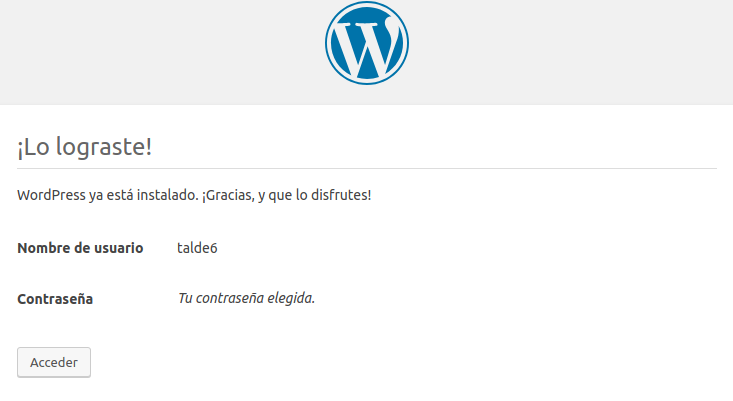 ¡Lo lograste!
WordPress ya está instalado. ¡Gracias, y que lo disfrutes!
Nombre de usuario talde6
Contraseña Tu contraseña elegida.
Acceder